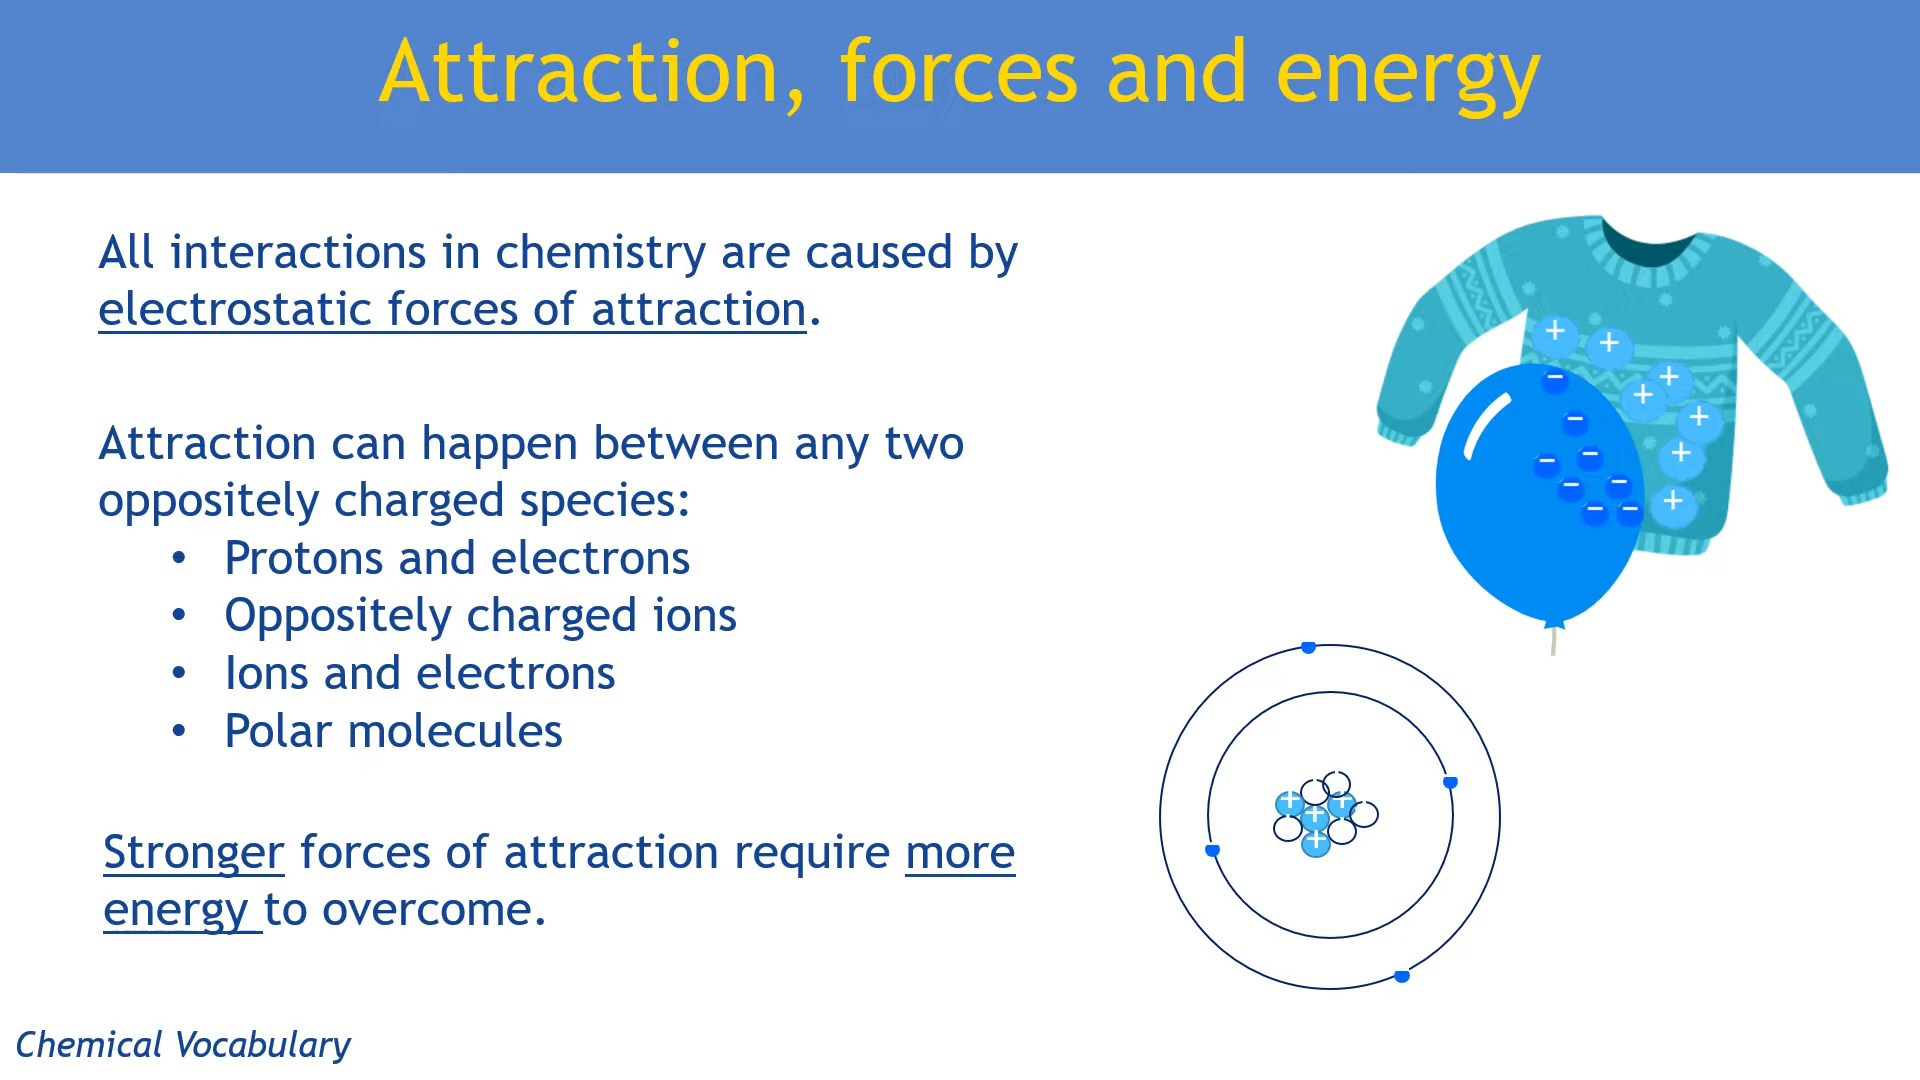 Attraction, forces and energy
All interactions in chemistry are caused by
electrostatic forces of attraction.
Attraction can happen between any two
oppositely charged species:
• Protons and electrons
• Oppositely charged ions
• Ions and electrons
• Polar molecules
Stronger forces of attraction require more
energy to overcome.
Chemical Vocabulary